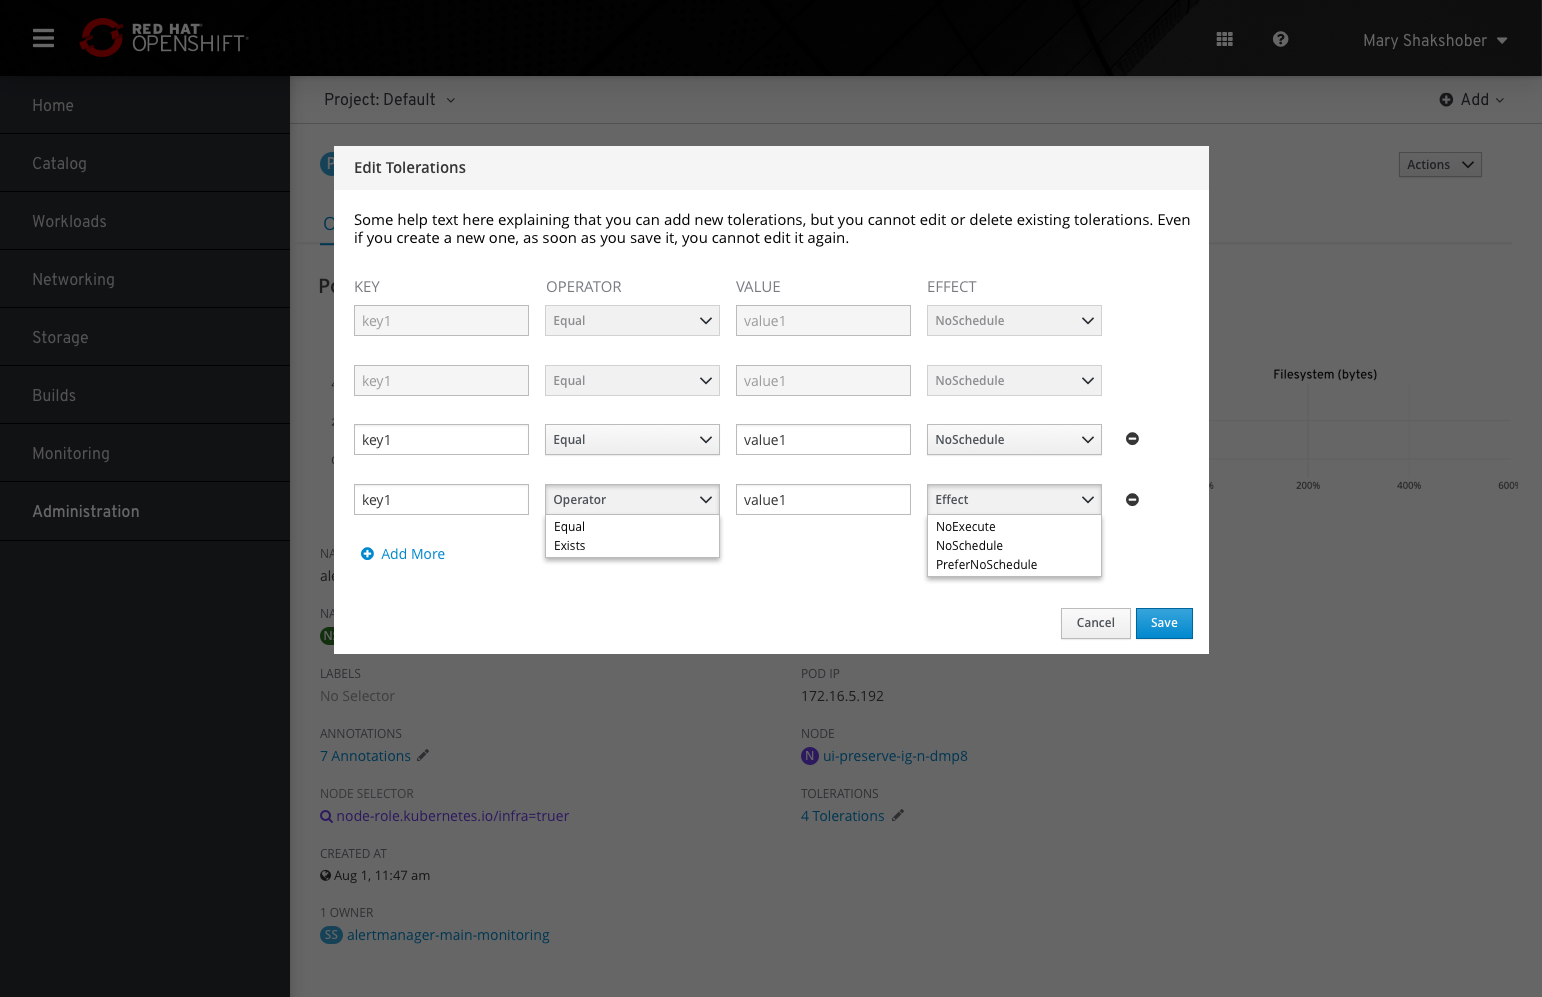 RED HAT
OPENSHIFT
Mary Shakshober
Home
Catalog
Workloads
Networking
Storage
Builds
Monitoring
Administration
Project: Default
Add
Actions
Edit Tolerations
Some help text here explaining that you can add new tolerations, but you cannot edit or delete existing tolerations. Even
if you create a new one, as soon as you save it, you cannot edit it again.
KEY OPERATOR VALUE EFFECT
key1 Equal value1 NoSchedule
key1 Equal value1 NoSchedule
key1 Equal value1 NoSchedule
key1 Operator value1 Effect
Equal
Exists
NoExecute
NoSchedule
PreferNoSchedule
Add More
Cancel Save
Filesystem (bytes)
200% 400% 600%
LABELS
No Selector
ANNOTATIONS
7 Annotations
NODE SELECTOR
node-role.kubernetes.io/infra=truer
CREATED AT
Aug 1, 11:47 am
1 OWNER
SS alertmanager-main-monitoring
POD IP
172.16.5.192
NODE
N ui-preserve-ig-n-dmp8
TOLERATIONS
4 Tolerations